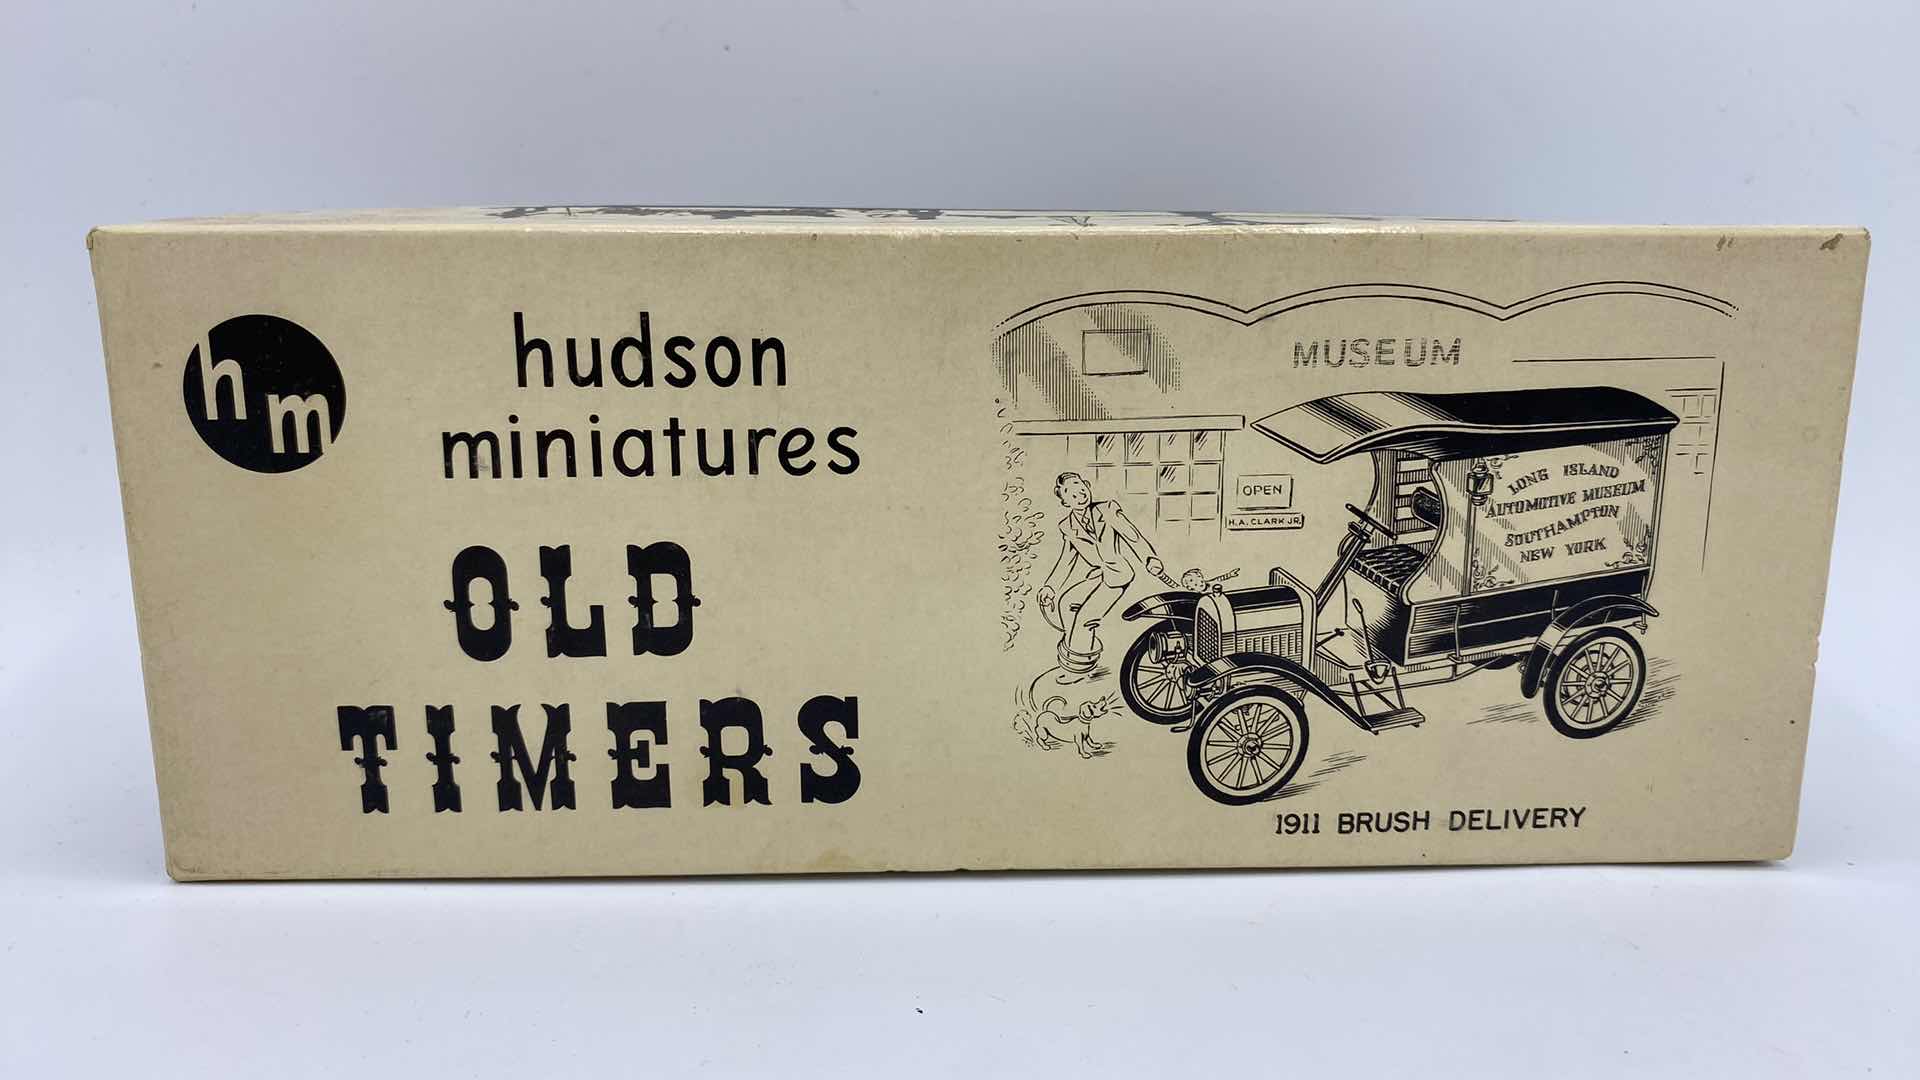 hm
hudson
miniatures
OLD
TIMERS
MUSEUM
OPEN
H.A. CLARK JR.
LONG ISLAND
AUTOMOTIVE MUSEUM
SOUTHAMPTON
NEW YORK
1911 BRUSH DELIVERY